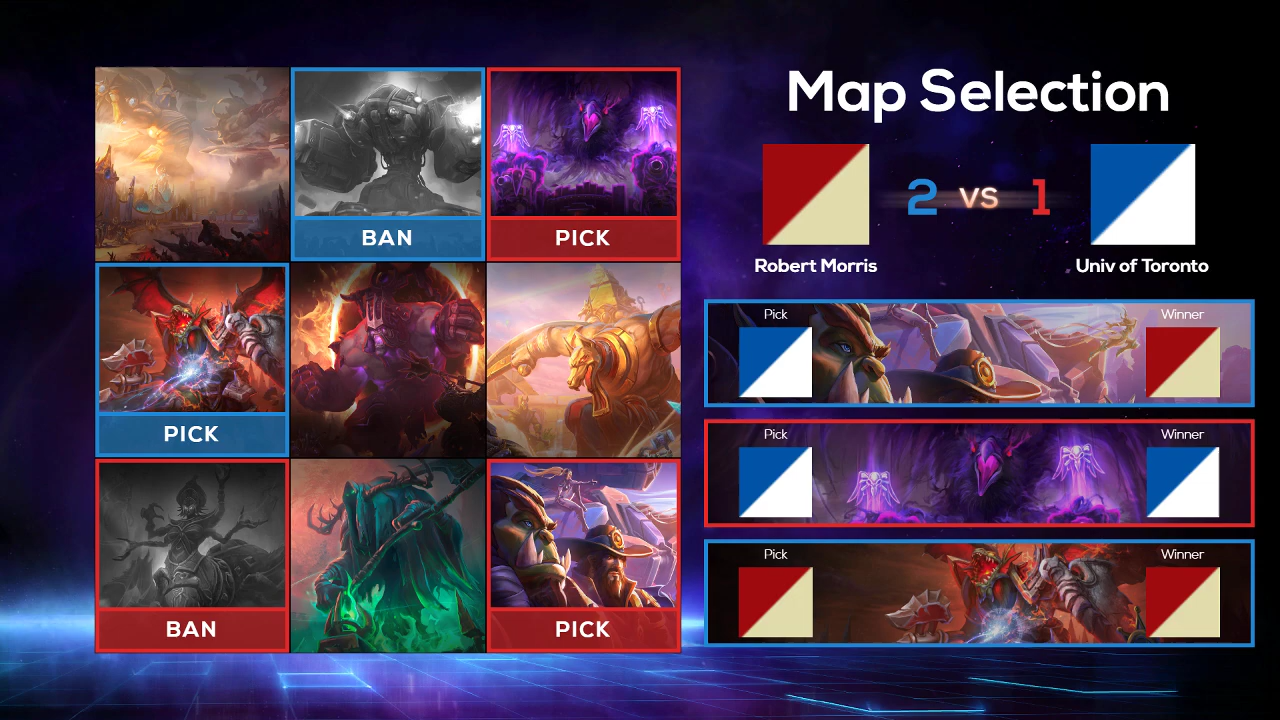 Map Selection
2 VS 1
Robert Morris
Univ of Toronto
BAN
PICK
PICK
BAN
PICK
Pick
Winner
Pick
Winner
Pick
Winner